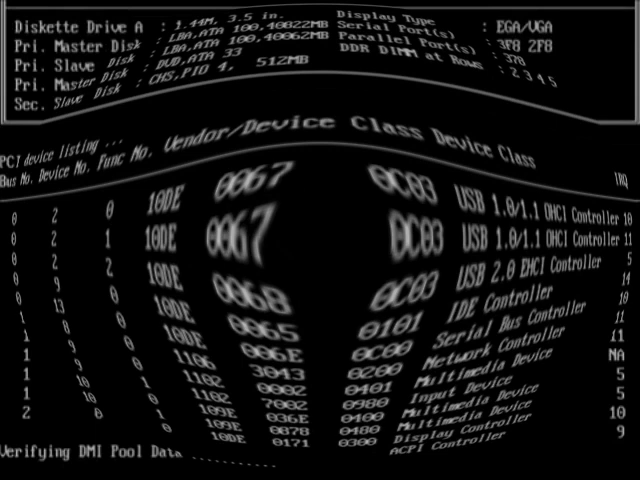 Diskette Drive A : 1.44M, 3.5 in. Display Type : EGA/VGA
Pri. Master Disk : LBA,ATA 100,40822MB Serial Port(s) : 3F8 2F8
Pri. Slave Disk : LBA,ATA 100,40062MB Parallel Port(s) : 378
Pri. Master Disk : DVD,ATA 33 DDR DIMM at Rows : 2 3 4 5
Sec. Slave Disk : CHS,PIO 4, 512MB
PCI device listing ...
Bus No. Device No. Func No. Vendor/Device Class Device Class IRQ
0 2 0 10DE 0067 0C03 USB 1.0/1.1 OHCI Controller 10
0 2 1 10DE 0067 0C03 USB 1.0/1.1 OHCI Controller 11
0 2 2 10DE 0068 0C03 USB 2.0 EHCI Controller 5
0 9 0 10DE 0065 0101 IDE Controller 14
0 13 0 10DE 006E 0C00 Serial Bus Controller 10
1 8 0 1106 3043 0200 Network Controller 11
1 9 0 1102 0002 0401 Multimedia Device 11
1 9 1 1102 7002 0980 Input Device NA
1 10 0 109E 036E 0400 Multimedia Device 5
1 10 1 109E 0878 0480 Multimedia Device 5
2 0 0 10DE 0171 0300 Display Controller 10
ACPI Controller 9
Verifying DMI Pool Data ...........